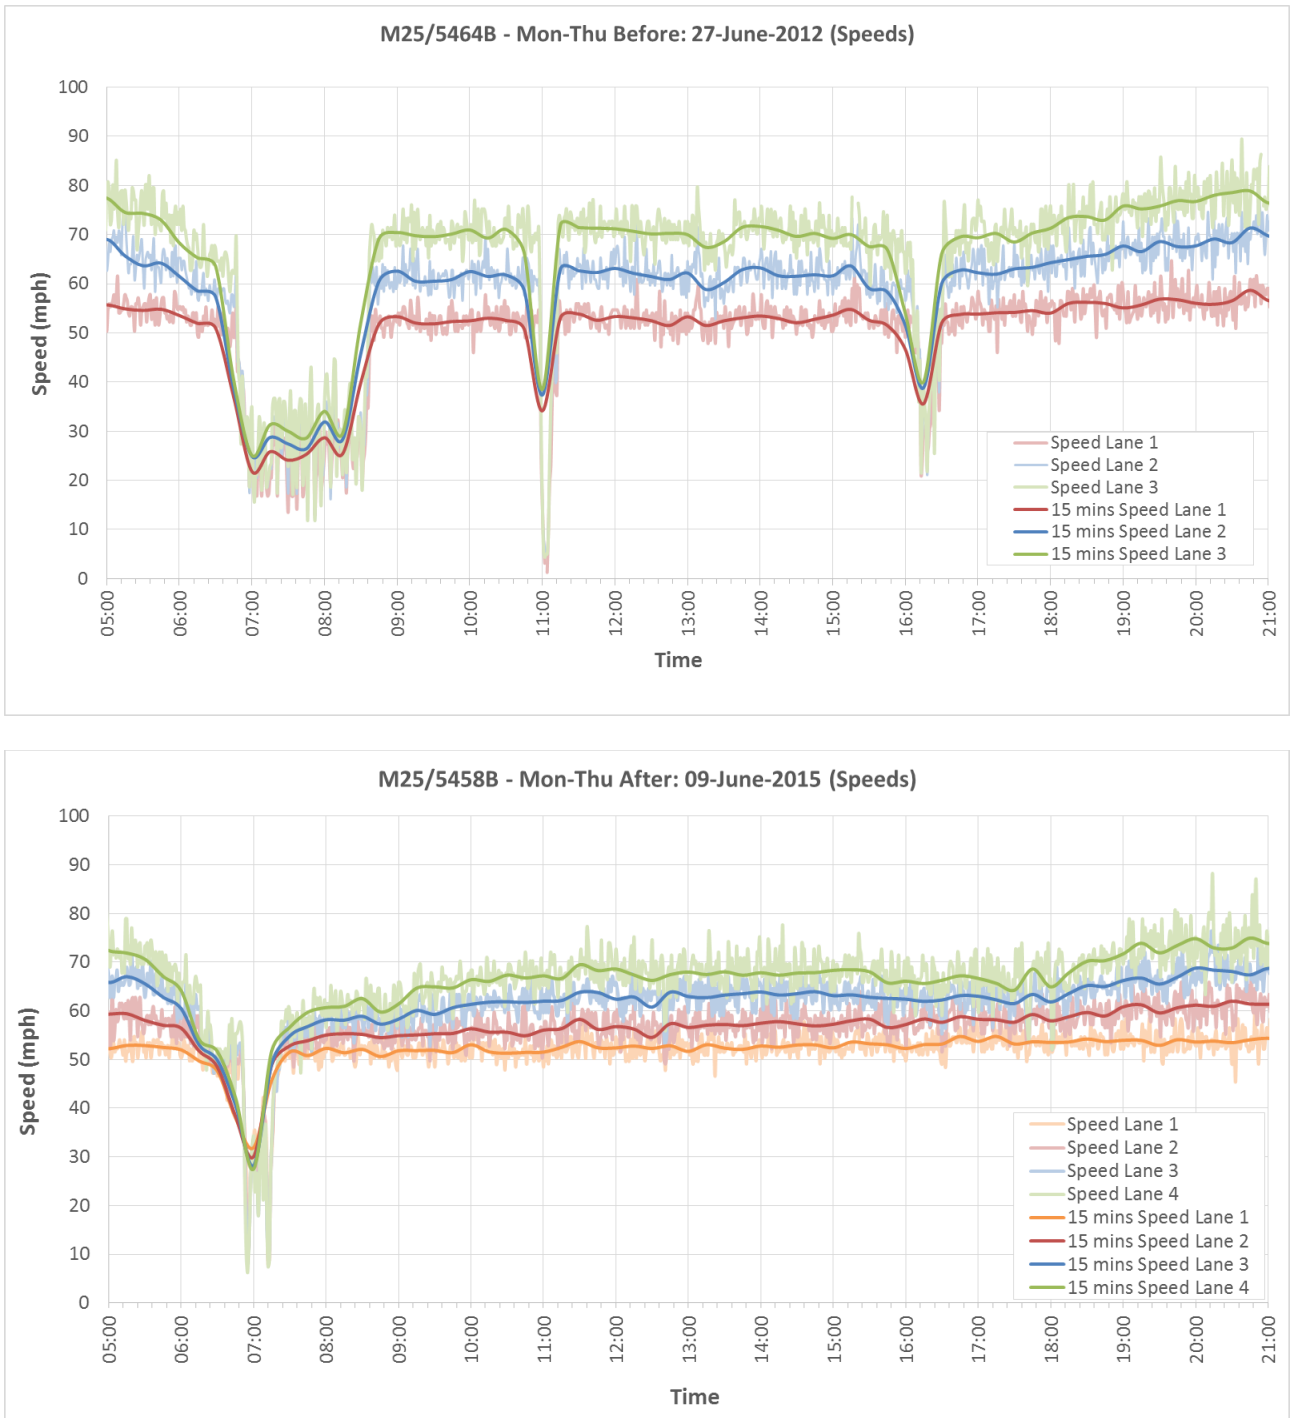 M25/5464B - Mon-Thu Before: 27-June-2012 (Speeds)
100
90
80
70
60
50
40
30
20
10
0
Speed (mph)
Speed Lane 1
Speed Lane 2
Speed Lane 3
15 mins Speed Lane 1
15 mins Speed Lane 2
15 mins Speed Lane 3
05:00
06:00
07:00
08:00
09:00
10:00
11:00
12:00
13:00
14:00
15:00
16:00
17:00
18:00
19:00
20:00
21:00
Time
M25/5458B - Mon-Thu After: 09-June-2015 (Speeds)
100
90
80
70
60
50
40
30
20
10
0
Speed (mph)
Speed Lane 1
Speed Lane 2
Speed Lane 3
Speed Lane 4
15 mins Speed Lane 1
15 mins Speed Lane 2
15 mins Speed Lane 3
15 mins Speed Lane 4
05:00
06:00
07:00
08:00
09:00
10:00
11:00
12:00
13:00
14:00
15:00
16:00
17:00
18:00
19:00
20:00
21:00
Time